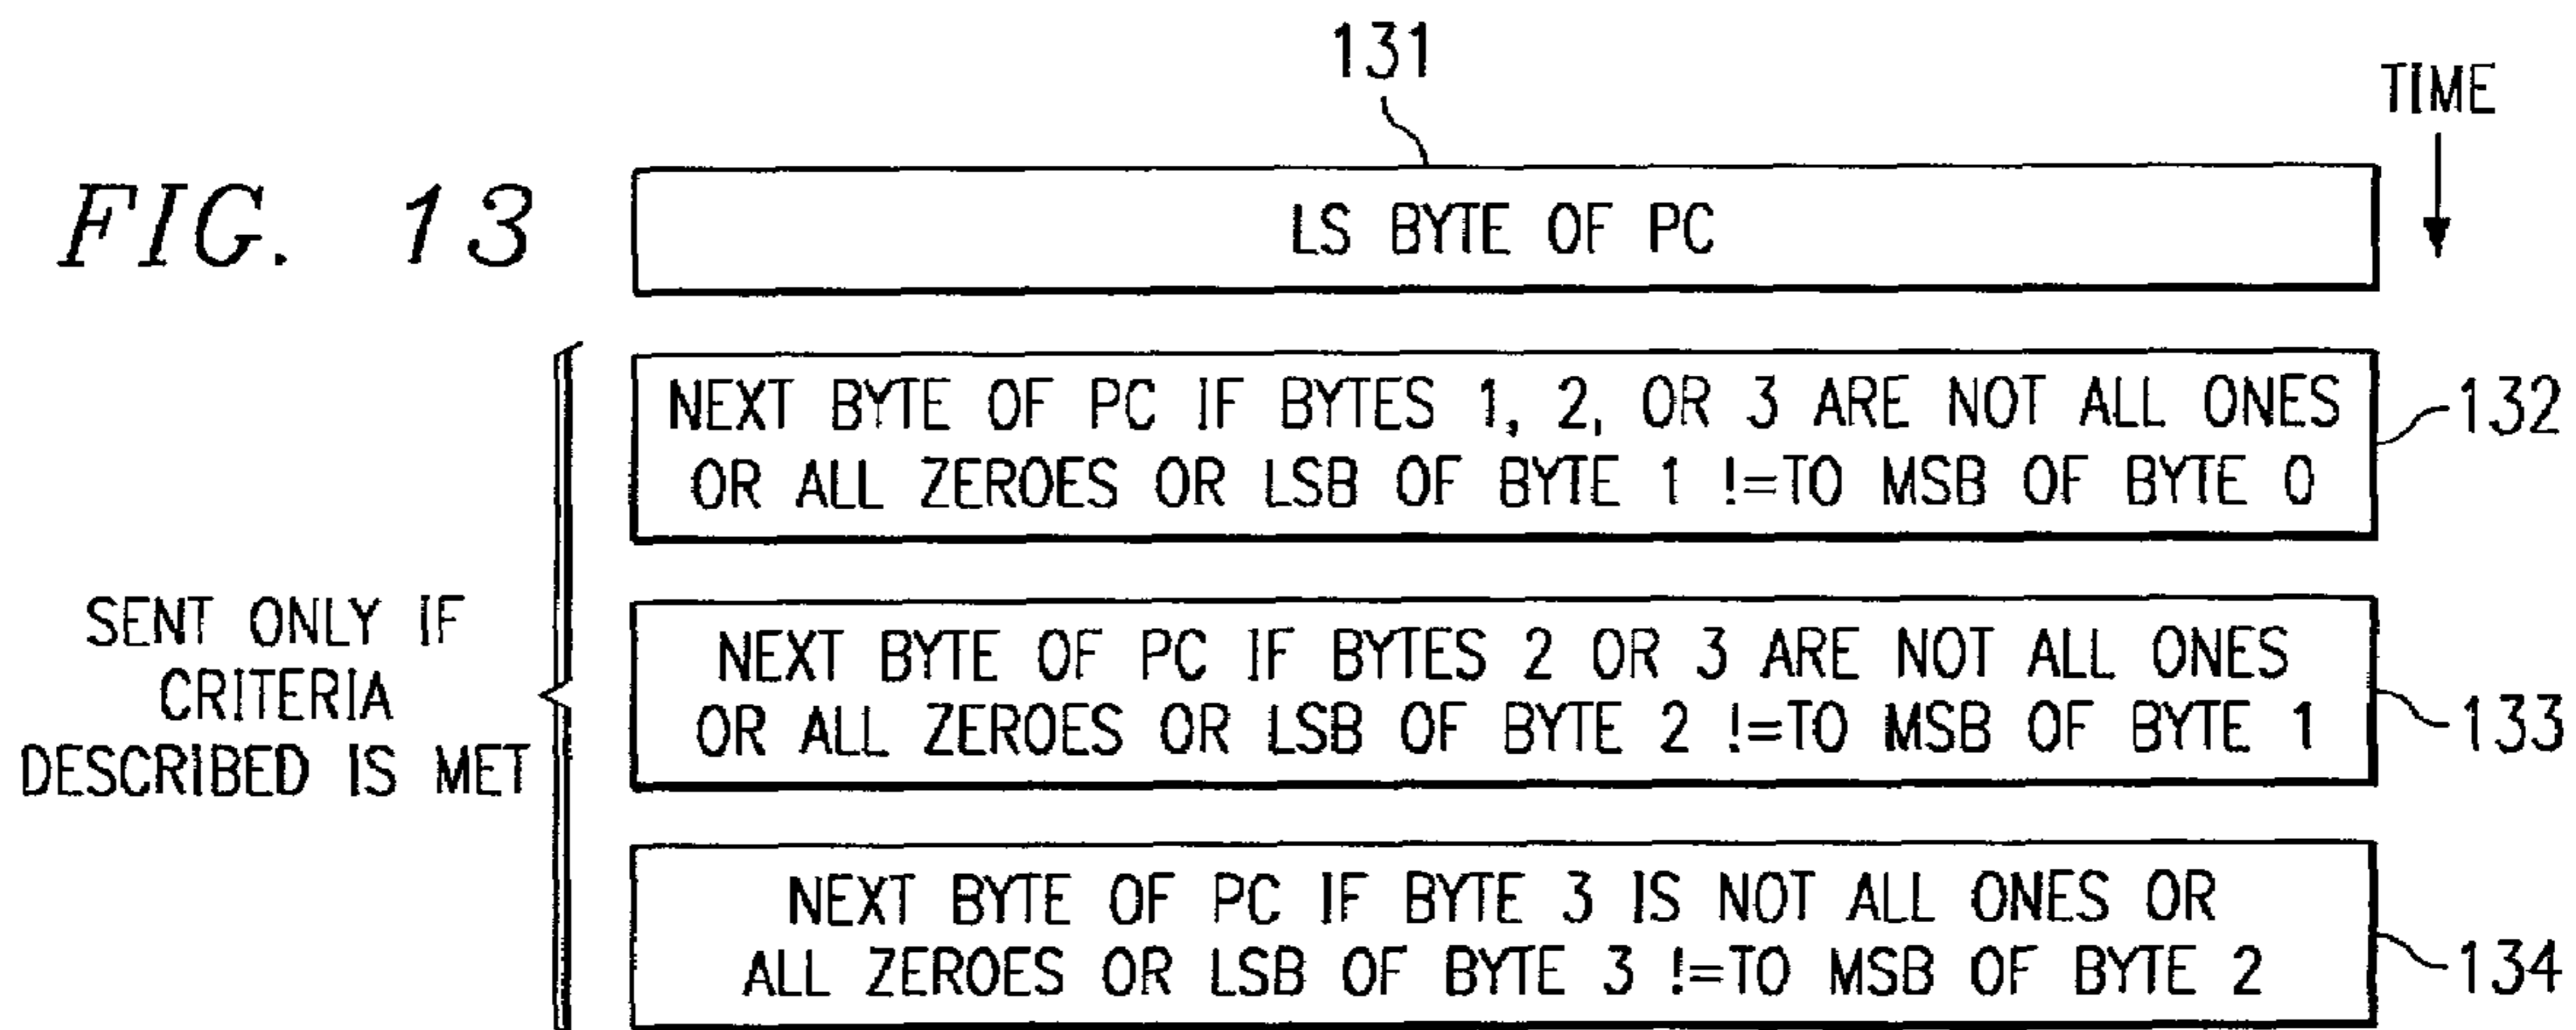 131
TIME
FIG. 13
LS BYTE OF PC
NEXT BYTE OF PC IF BYTES 1, 2, OR 3 ARE NOT ALL ONES
OR ALL ZEROES OR LSB OF BYTE 1 !=TO MSB OF BYTE 0
132
SENT ONLY IF
CRITERIA
DESCRIBED IS MET
NEXT BYTE OF PC IF BYTES 2 OR 3 ARE NOT ALL ONES
OR ALL ZEROES OR LSB OF BYTE 2 !=TO MSB OF BYTE 1
133
NEXT BYTE OF PC IF BYTE 3 IS NOT ALL ONES OR
ALL ZEROES OR LSB OF BYTE 3 !=TO MSB OF BYTE 2
134